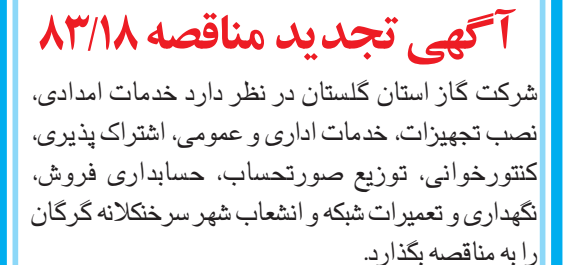 آگهی تجدید مناقصه ۸۳/۱۸
شرکت گاز استان گلستان در نظر دارد خدمات امدادی،
نصب تجهیزات، خدمات اداری و عمومی، اشتراک پذیری،
کنتورخوانی، توزیع صورتحساب، حسابداری فروش،
نگهداری و تعمیرات شبکه و انشعاب شهر سرخنکلاته گرگان
را به مناقصه بگذارد.